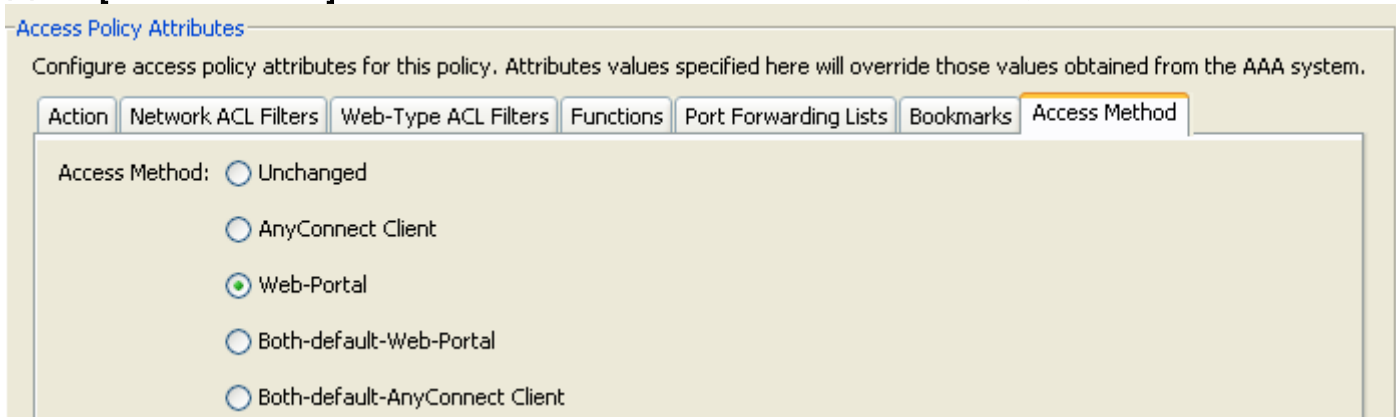 Access Policy Attributes
Configure access policy attributes for this policy. Attributes values specified here will override those values obtained from the AAA system.
Action Network ACL Filters Web-Type ACL Filters Functions Port Forwarding Lists Bookmarks Access Method
Access Method: Unchanged
AnyConnect Client
Web-Portal
Both-default-Web-Portal
Both-default-AnyConnect Client